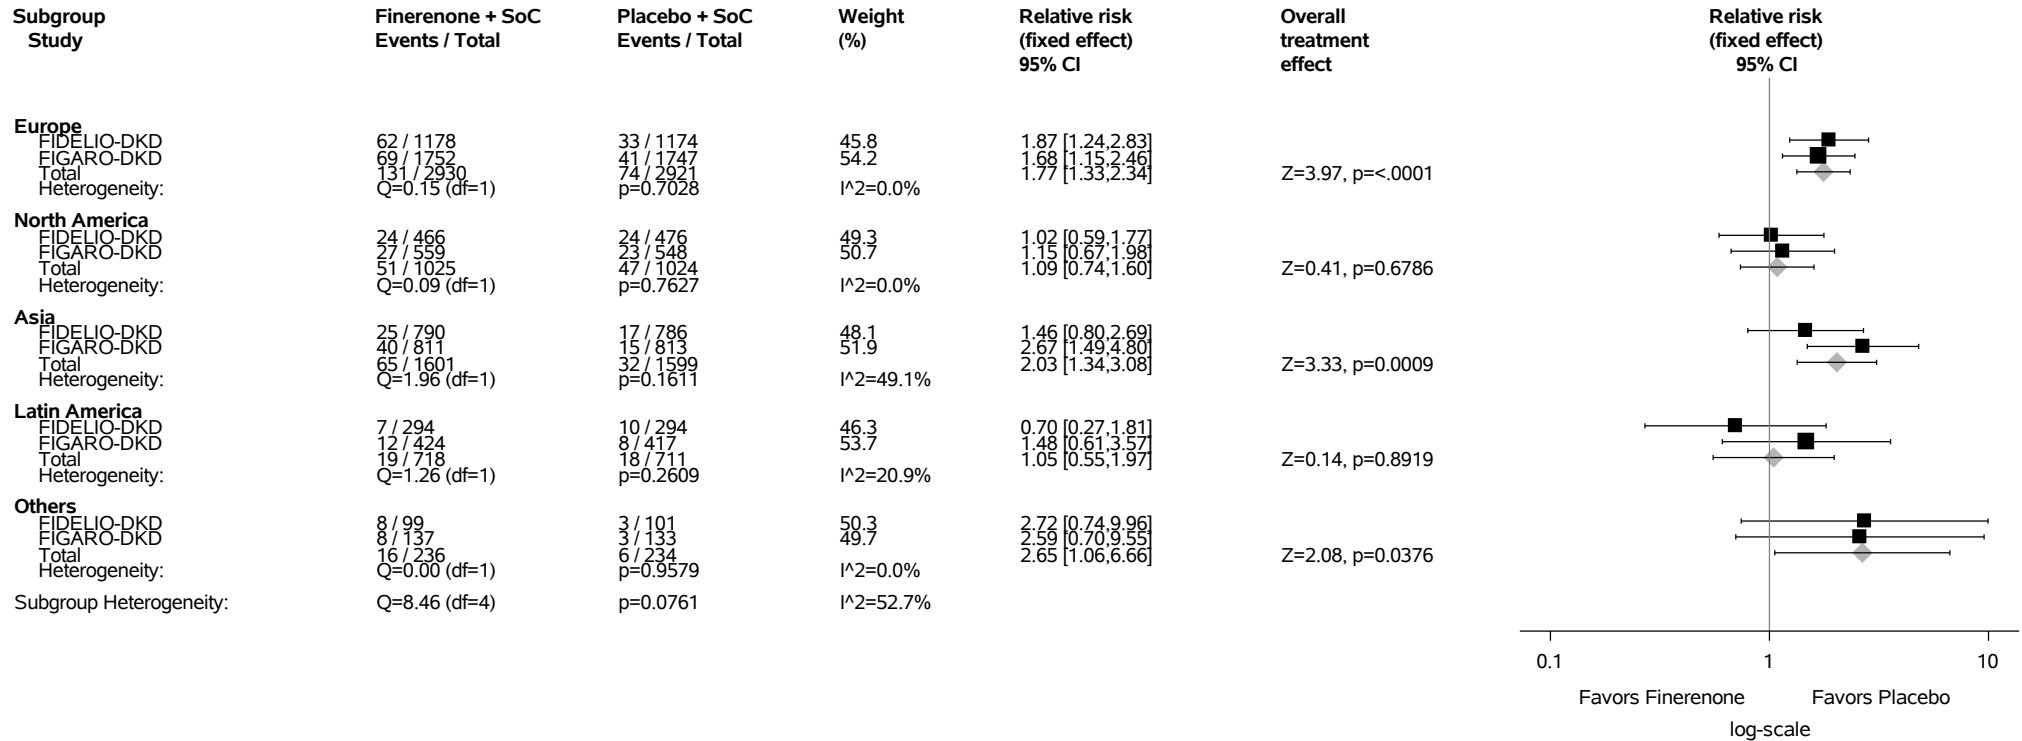 Subgroup Finerenone + SoC Placebo + SoC Weight Relative risk Overall Relative risk
Study Events / Total Events / Total (%) (fixed effect) treatment (fixed effect)
95% CI effect 95% CI
Europe
FIDELIO-DKD 62 / 1178 33 / 1174 45.8 1.87 [1.24,2.83]
FIGARO-DKD 69 / 1752 41 / 1747 54.2 1.68 [1.15,2.46]
Total 131 / 2930 74 / 2921 1.77 [1.33,2.34] Z=3.97, p=<.0001
Heterogeneity: Q=0.15 (df=1) p=0.7028 I^2=0.0%
North America
FIDELIO-DKD 24 / 466 24 / 476 49.3 1.02 [0.59,1.77]
FIGARO-DKD 27 / 559 23 / 548 50.7 1.15 [0.67,1.98]
Total 51 / 1025 47 / 1024 1.09 [0.74,1.60] Z=0.41, p=0.6786
Heterogeneity: Q=0.09 (df=1) p=0.7627 I^2=0.0%
Asia
FIDELIO-DKD 25 / 790 17 / 786 48.1 1.46 [0.80,2.69]
FIGARO-DKD 40 / 811 15 / 813 51.9 2.67 [1.49,4.80]
Total 65 / 1601 32 / 1599 2.03 [1.34,3.08] Z=3.33, p=0.0009
Heterogeneity: Q=1.96 (df=1) p=0.1611 I^2=49.1%
Latin America
FIDELIO-DKD 7 / 294 10 / 294 46.3 0.70 [0.27,1.81]
FIGARO-DKD 12 / 424 8 / 417 53.7 1.48 [0.61,3.57]
Total 19 / 718 18 / 711 1.05 [0.55,1.97] Z=0.14, p=0.8919
Heterogeneity: Q=1.26 (df=1) p=0.2609 I^2=20.9%
Others
FIDELIO-DKD 8 / 99 3 / 101 50.3 2.72 [0.74,9.96]
FIGARO-DKD 8 / 137 3 / 133 49.7 2.59 [0.70,9.55]
Total 16 / 236 6 / 234 2.65 [1.06,6.66] Z=2.08, p=0.0376
Heterogeneity: Q=0.00 (df=1) p=0.9579 I^2=0.0%
Subgroup Heterogeneity: Q=8.46 (df=4) p=0.0761 I^2=52.7%
0.1 1 10
Favors Finerenone Favors Placebo
log-scale